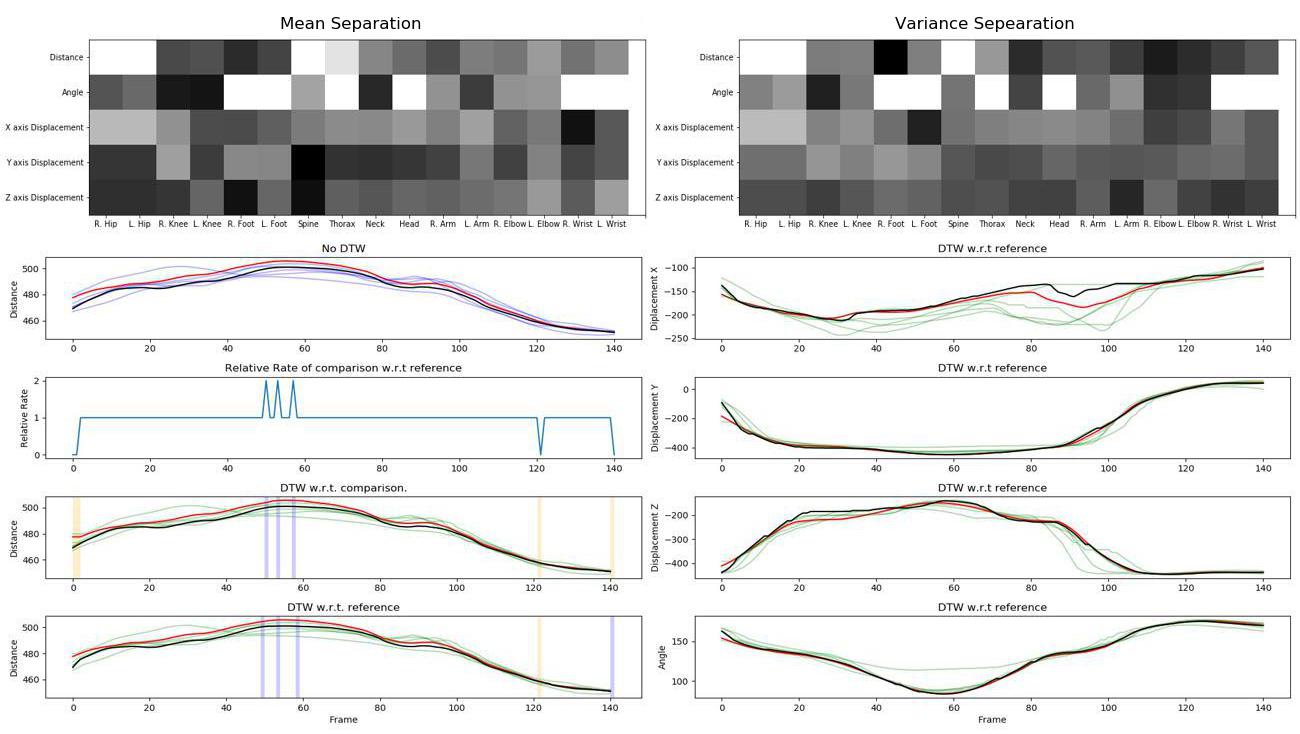 Mean Separation
Distance
Angle
X axis Displacement
Y axis Displacement
Z axis Displacement
R. Hip L. Hip R. Knee L. Knee R. Foot L. Foot Spine Thorax Neck Head R. Arm L. Arm R. Elbow L. Elbow R. Wrist L. Wrist
Variance Sepearation
Distance
Angle
X axis Displacement
Y axis Displacement
Z axis Displacement
R. Hip L. Hip R. Knee L. Knee R. Foot L. Foot Spine Thorax Neck Head R. Arm L. Arm R. Elbow L. Elbow R. Wrist L. Wrist
No DTW
Distance
500
480
460
0 20 40 60 80 100 120 140
Relative Rate of comparison w.r.t reference
Relative Rate
2
1
0
0 20 40 60 80 100 120 140
DTW w.r.t. comparison.
Distance
500
480
460
0 20 40 60 80 100 120 140
DTW w.r.t. reference
Distance
500
480
460
0 20 40 60 80 100 120 140
Frame
DTW w.r.t reference
Diplacement X
−100
−150
−200
−250
0 20 40 60 80 100 120 140
DTW w.r.t reference
Displacement Y
0
−200
−400
0 20 40 60 80 100 120 140
DTW w.r.t reference
Displacement Z
−200
−300
−400
0 20 40 60 80 100 120 140
DTW w.r.t reference
Angle
150
100
0 20 40 60 80 100 120 140
Frame